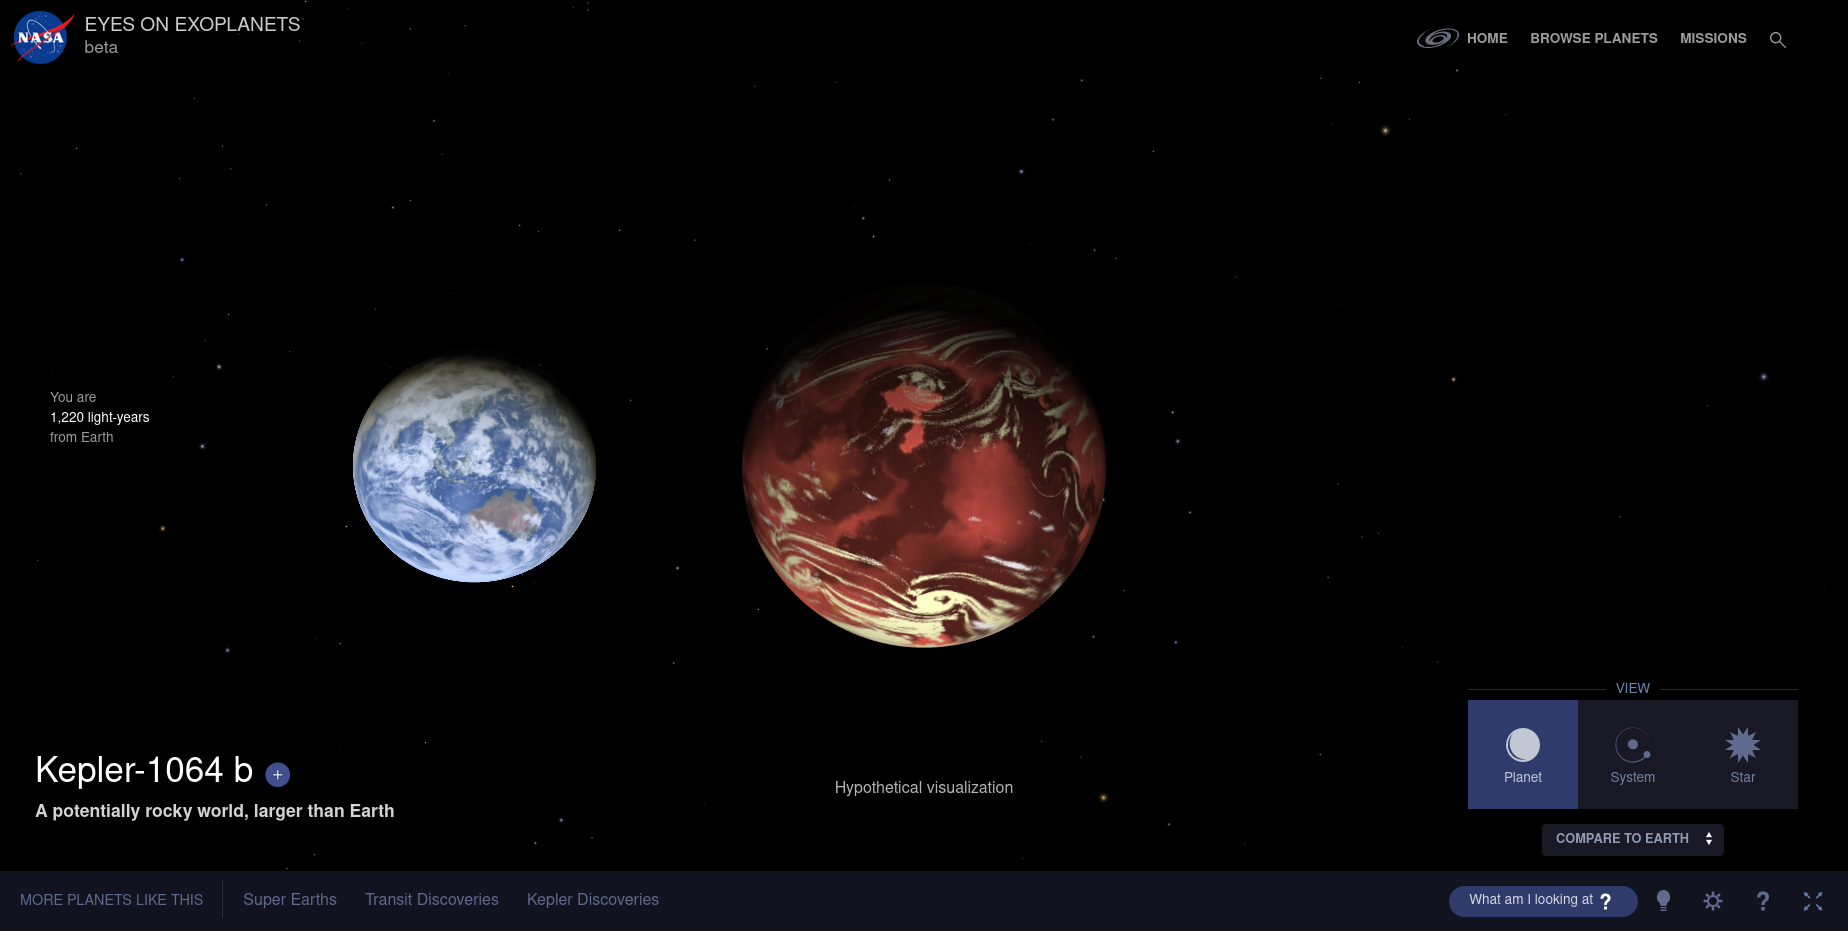 NASA
EYES ON EXOPLANETS
beta
HOME
BROWSE PLANETS
MISSIONS
You are
1,220 light-years
from Earth
Kepler-1064 b +
A potentially rocky world, larger than Earth
Hypothetical visualization
VIEW
Planet
System
Star
COMPARE TO EARTH
MORE PLANETS LIKE THIS
Super Earths
Transit Discoveries
Kepler Discoveries
What am I looking at ?
?